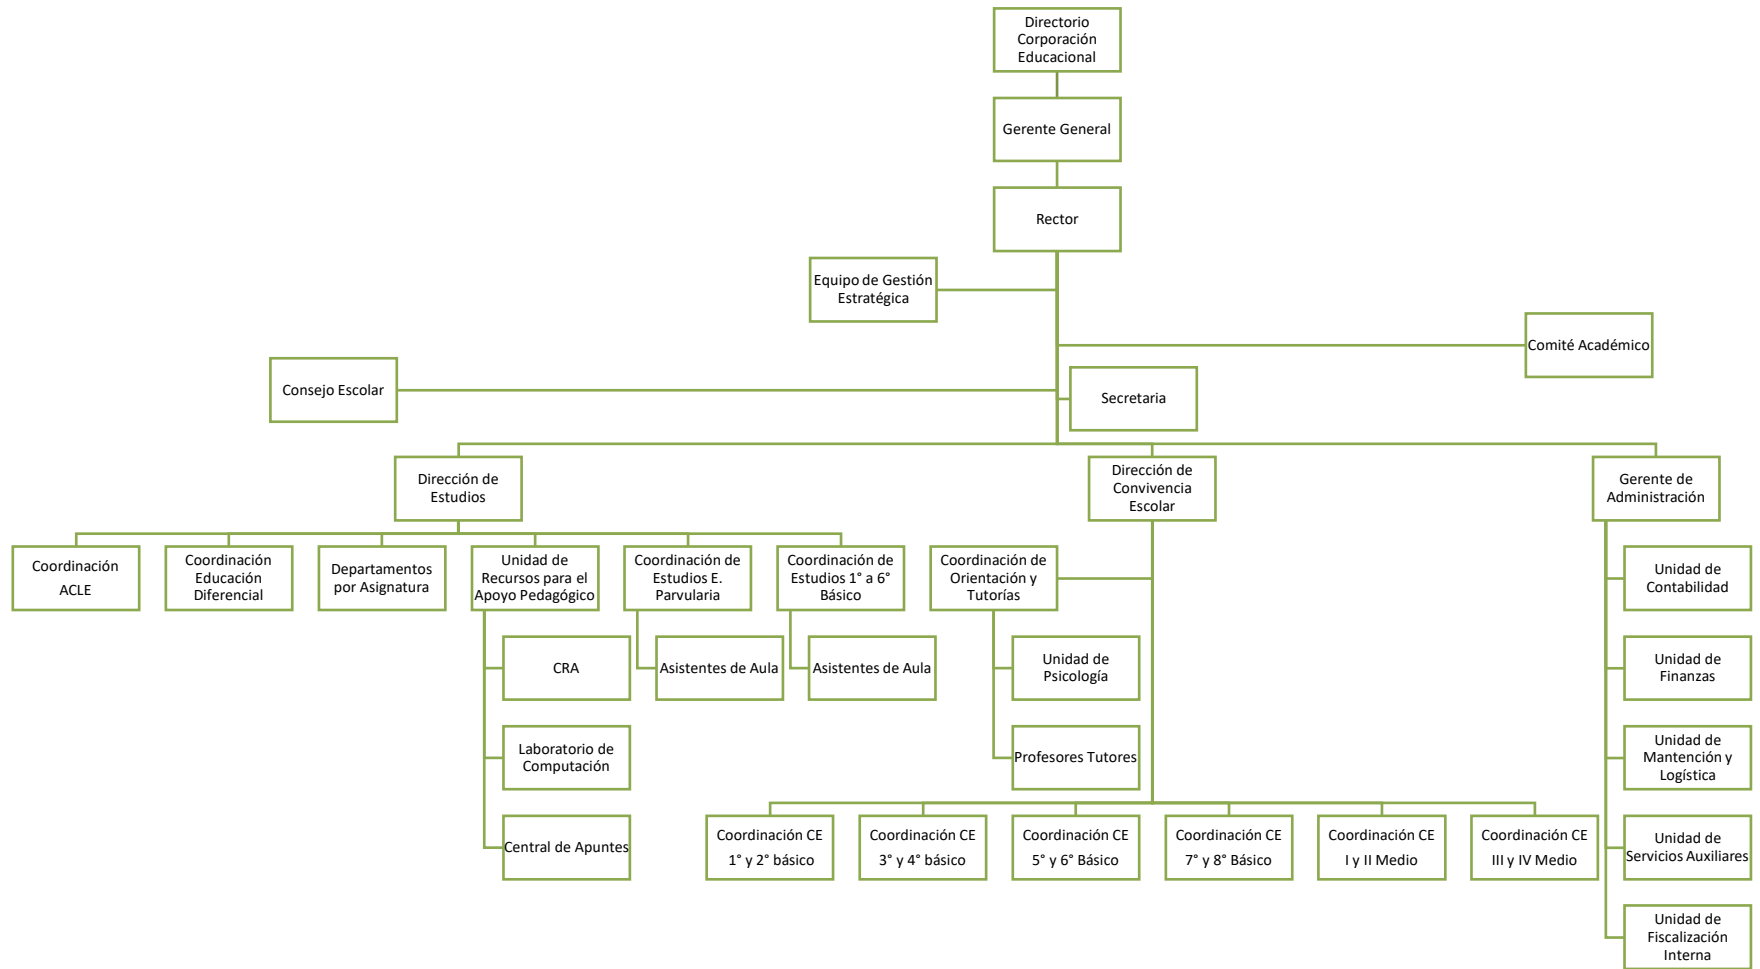 Directorio
Corporación
Educacional
Gerente General
Rector
Equipo de Gestión
Estratégica
Comité Académico
Consejo Escolar
Secretaria
Dirección de
Estudios
Dirección de
Convivencia
Escolar
Gerente de
Administración
Coordinación
ACLE
Coordinación
Educación
Diferencial
Departamentos
por Asignatura
Unidad de
Recursos para el
Apoyo Pedagógico
Coordinación de
Estudios E.
Parvularia
Coordinación de
Estudios 1° a 6°
Básico
Coordinación de
Orientación y
Tutorías
Unidad de
Contabilidad
CRA
Asistentes de Aula
Asistentes de Aula
Unidad de
Psicología
Unidad de
Finanzas
Laboratorio de
Computación
Profesores Tutores
Unidad de
Mantención y
Logística
Central de Apuntes
Coordinación CE
1° y 2° básico
Coordinación CE
3° y 4° básico
Coordinación CE
5° y 6° Básico
Coordinación CE
7° y 8° Básico
Coordinación CE
I y II Medio
Coordinación CE
III y IV Medio
Unidad de
Servicios Auxiliares
Unidad de
Fiscalización
Interna